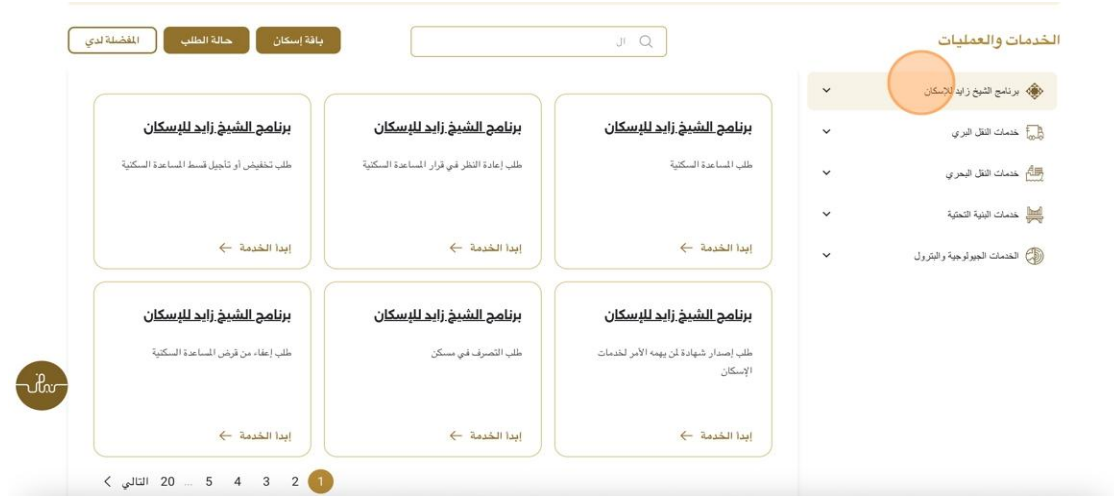 الخدمات والعمليات
ال
باقة إسكان
حالة الطلب
المفضلة لدي
برنامج الشيخ زايد للإسكان
خدمات النقل البري
خدمات النقل البحري
خدمات البنية التحتية
الخدمات الجيولوجية والبترول
برنامج الشيخ زايد للإسكان
طلب المساعدة السكنية
إبدا الخدمة
برنامج الشيخ زايد للإسكان
طلب إعادة النظر في قرار المساعدة السكنية
إبدا الخدمة
برنامج الشيخ زايد للإسكان
طلب تخفيض أو تأجيل قسط المساعدة السكنية
إبدا الخدمة
برنامج الشيخ زايد للإسكان
طلب إصدار شهادة لمن يهمه الأمر لخدمات
الإسكان
إبدا الخدمة
برنامج الشيخ زايد للإسكان
طلب التصرف في مسكن
إبدا الخدمة
برنامج الشيخ زايد للإسكان
طلب إعفاء من قرض المساعدة السكنية
إبدا الخدمة
1 2 3 4 5 ... 20 التالي